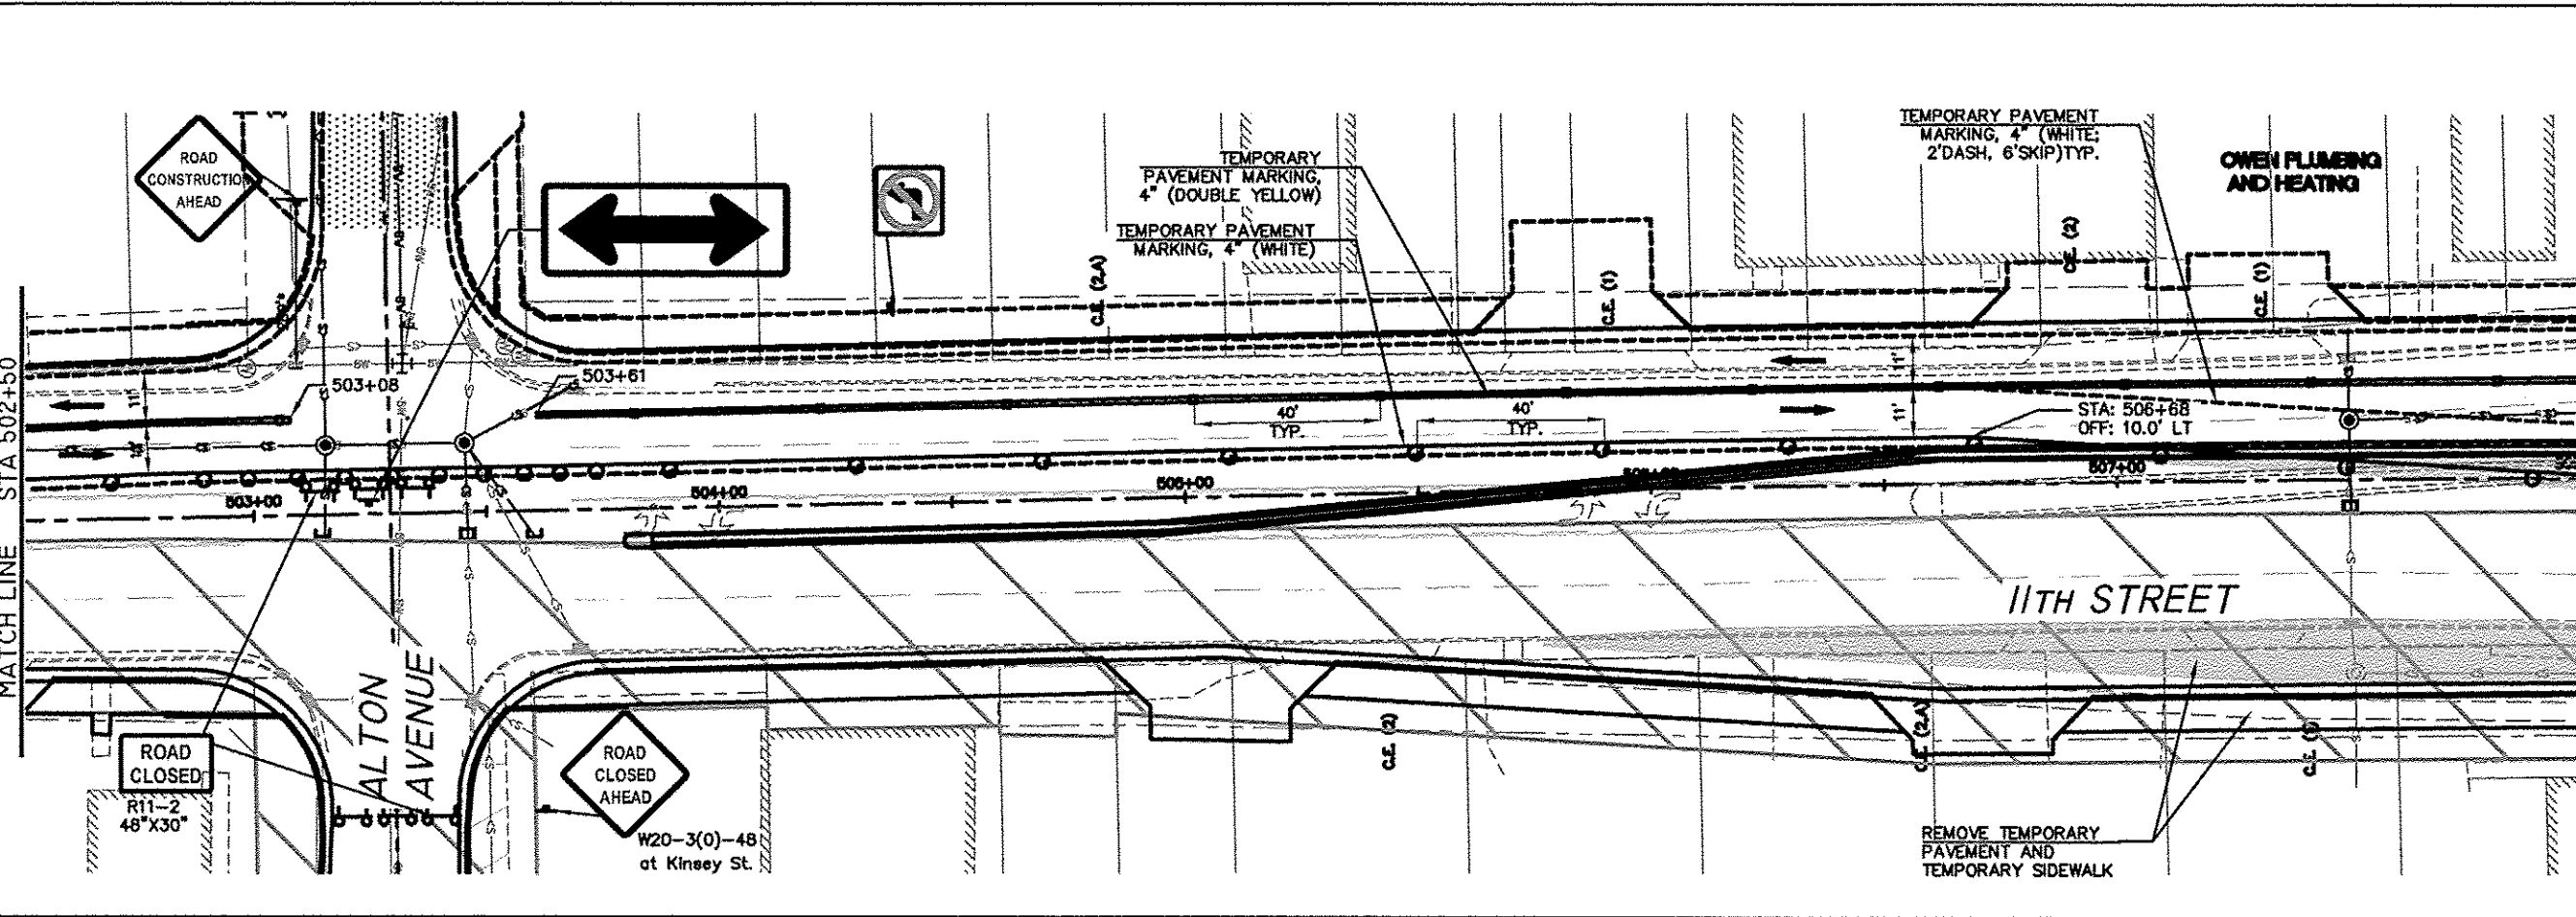 ROAD
CONSTRUCTION
AHEAD
TEMPORARY
PAVEMENT MARKING,
4" (DOUBLE YELLOW)
TEMPORARY PAVEMENT
MARKING, 4" (WHITE)
TEMPORARY PAVEMENT
MARKING, 4" (WHITE;
2'DASH, 6'SKIP)TYP.
OWEN PLUMBING
AND HEATING
C.E. (2A)
C.E. (1)
C.E. (2)
C.E. (1)
MATCH LINE STA 502+50
503+08
503+61
11'
11'
11'
40'
TYP.
40'
TYP.
STA: 506+68
OFF: 10.0' LT
503+00
504+00
505+00
506+00
507+00
11TH STREET
ALTON
AVENUE
ROAD
CLOSED
R11-2
48"X30"
ROAD
CLOSED
AHEAD
W20-3(O)-48
at Kinsey St.
C.E. (2)
C.E. (2A)
C.E. (1)
REMOVE TEMPORARY
PAVEMENT AND
TEMPORARY SIDEWALK